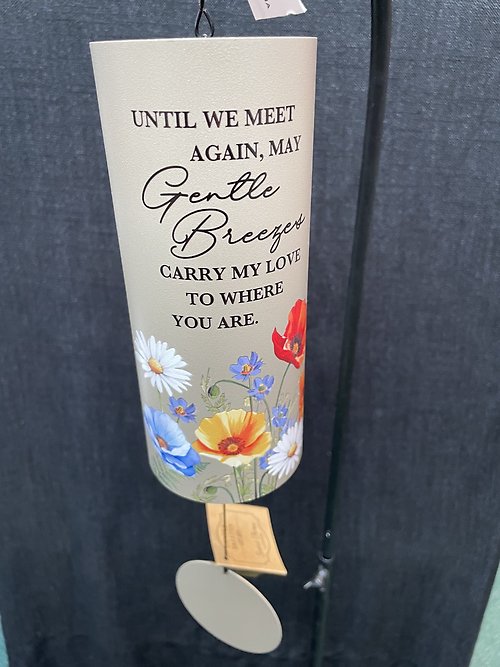 UNTIL WE MEET
AGAIN, MAY
Gentle
Breezes
CARRY MY LOVE
TO WHERE
YOU ARE.